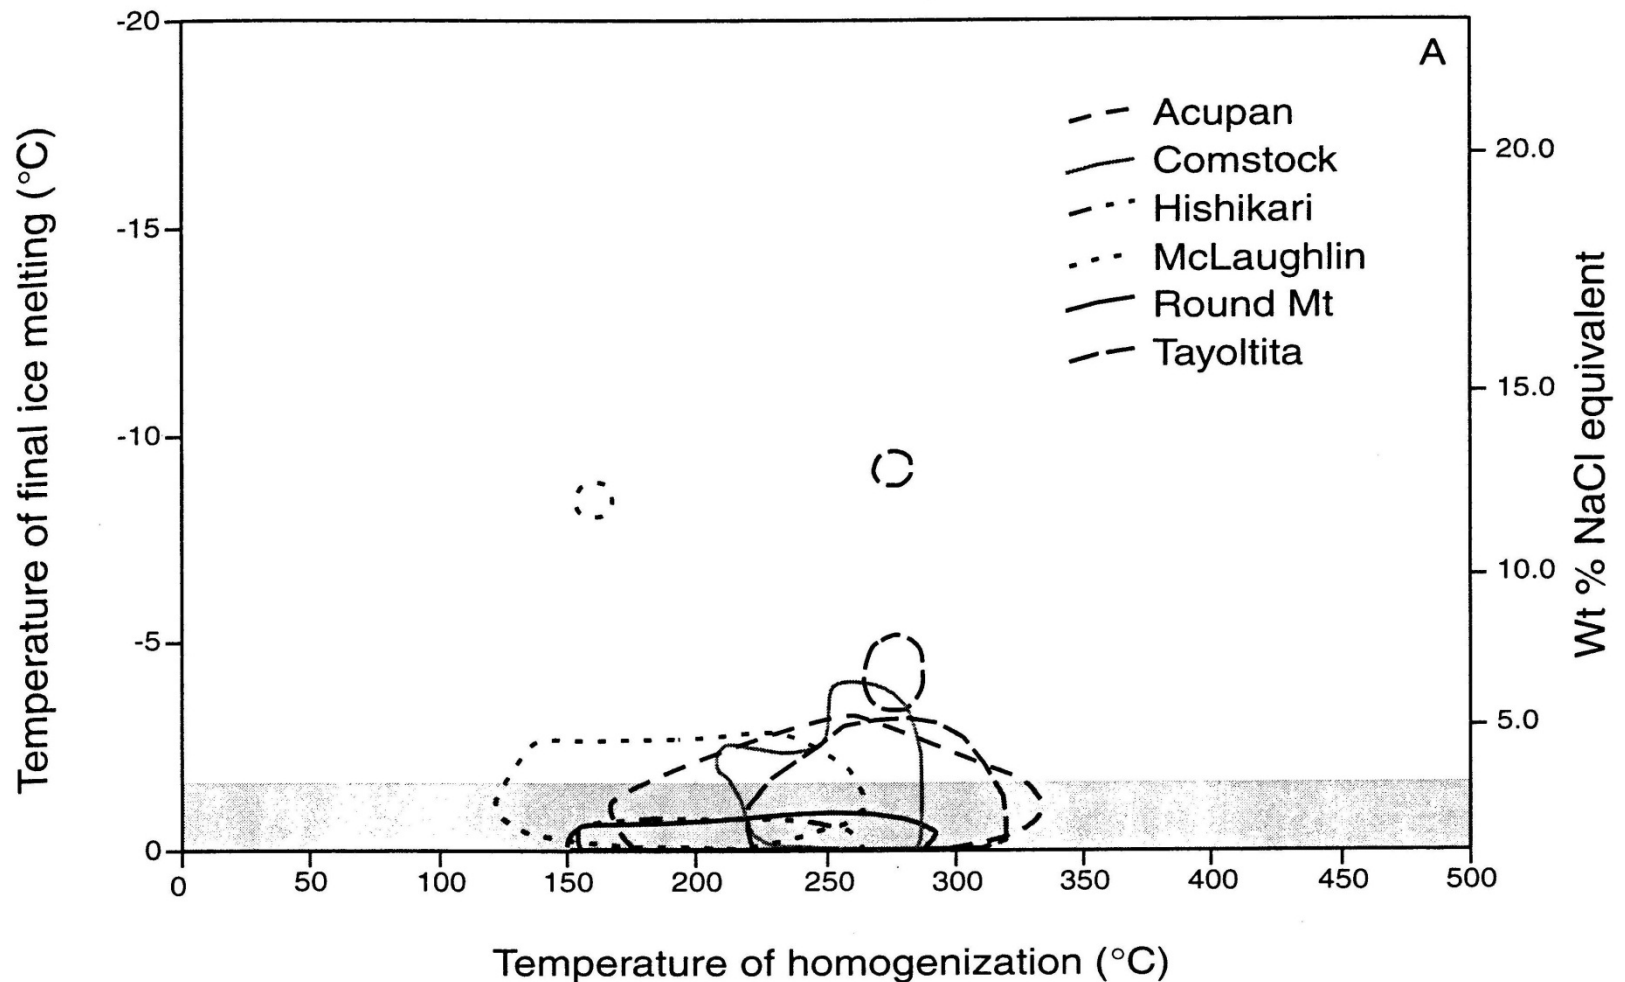 A
Temperature of final ice melting (°C)
-20
-15
-10
-5
0
Acupan
Comstock
Hishikari
McLaughlin
Round Mt
Tayoltita
20.0
15.0
10.0
5.0
Wt % NaCl equivalent
0
50
100
150
200
250
300
350
400
450
500
Temperature of homogenization (°C)